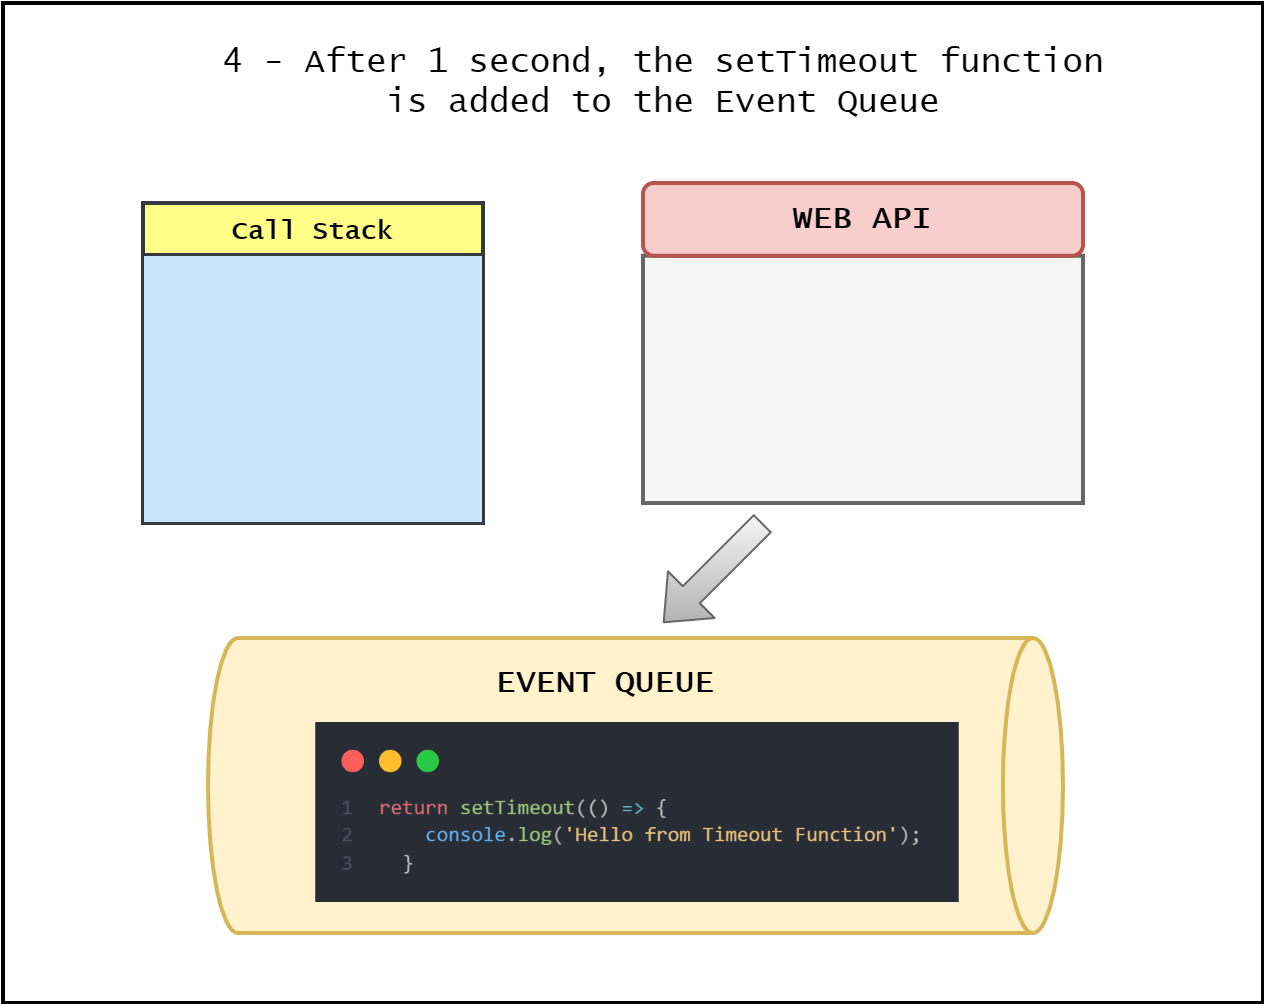 4 - After 1 second, the setTimeout function
is added to the Event Queue
Call Stack
WEB API
EVENT QUEUE
1 return setTimeout(() => {
2 console.log('Hello from Timeout Function');
3 }